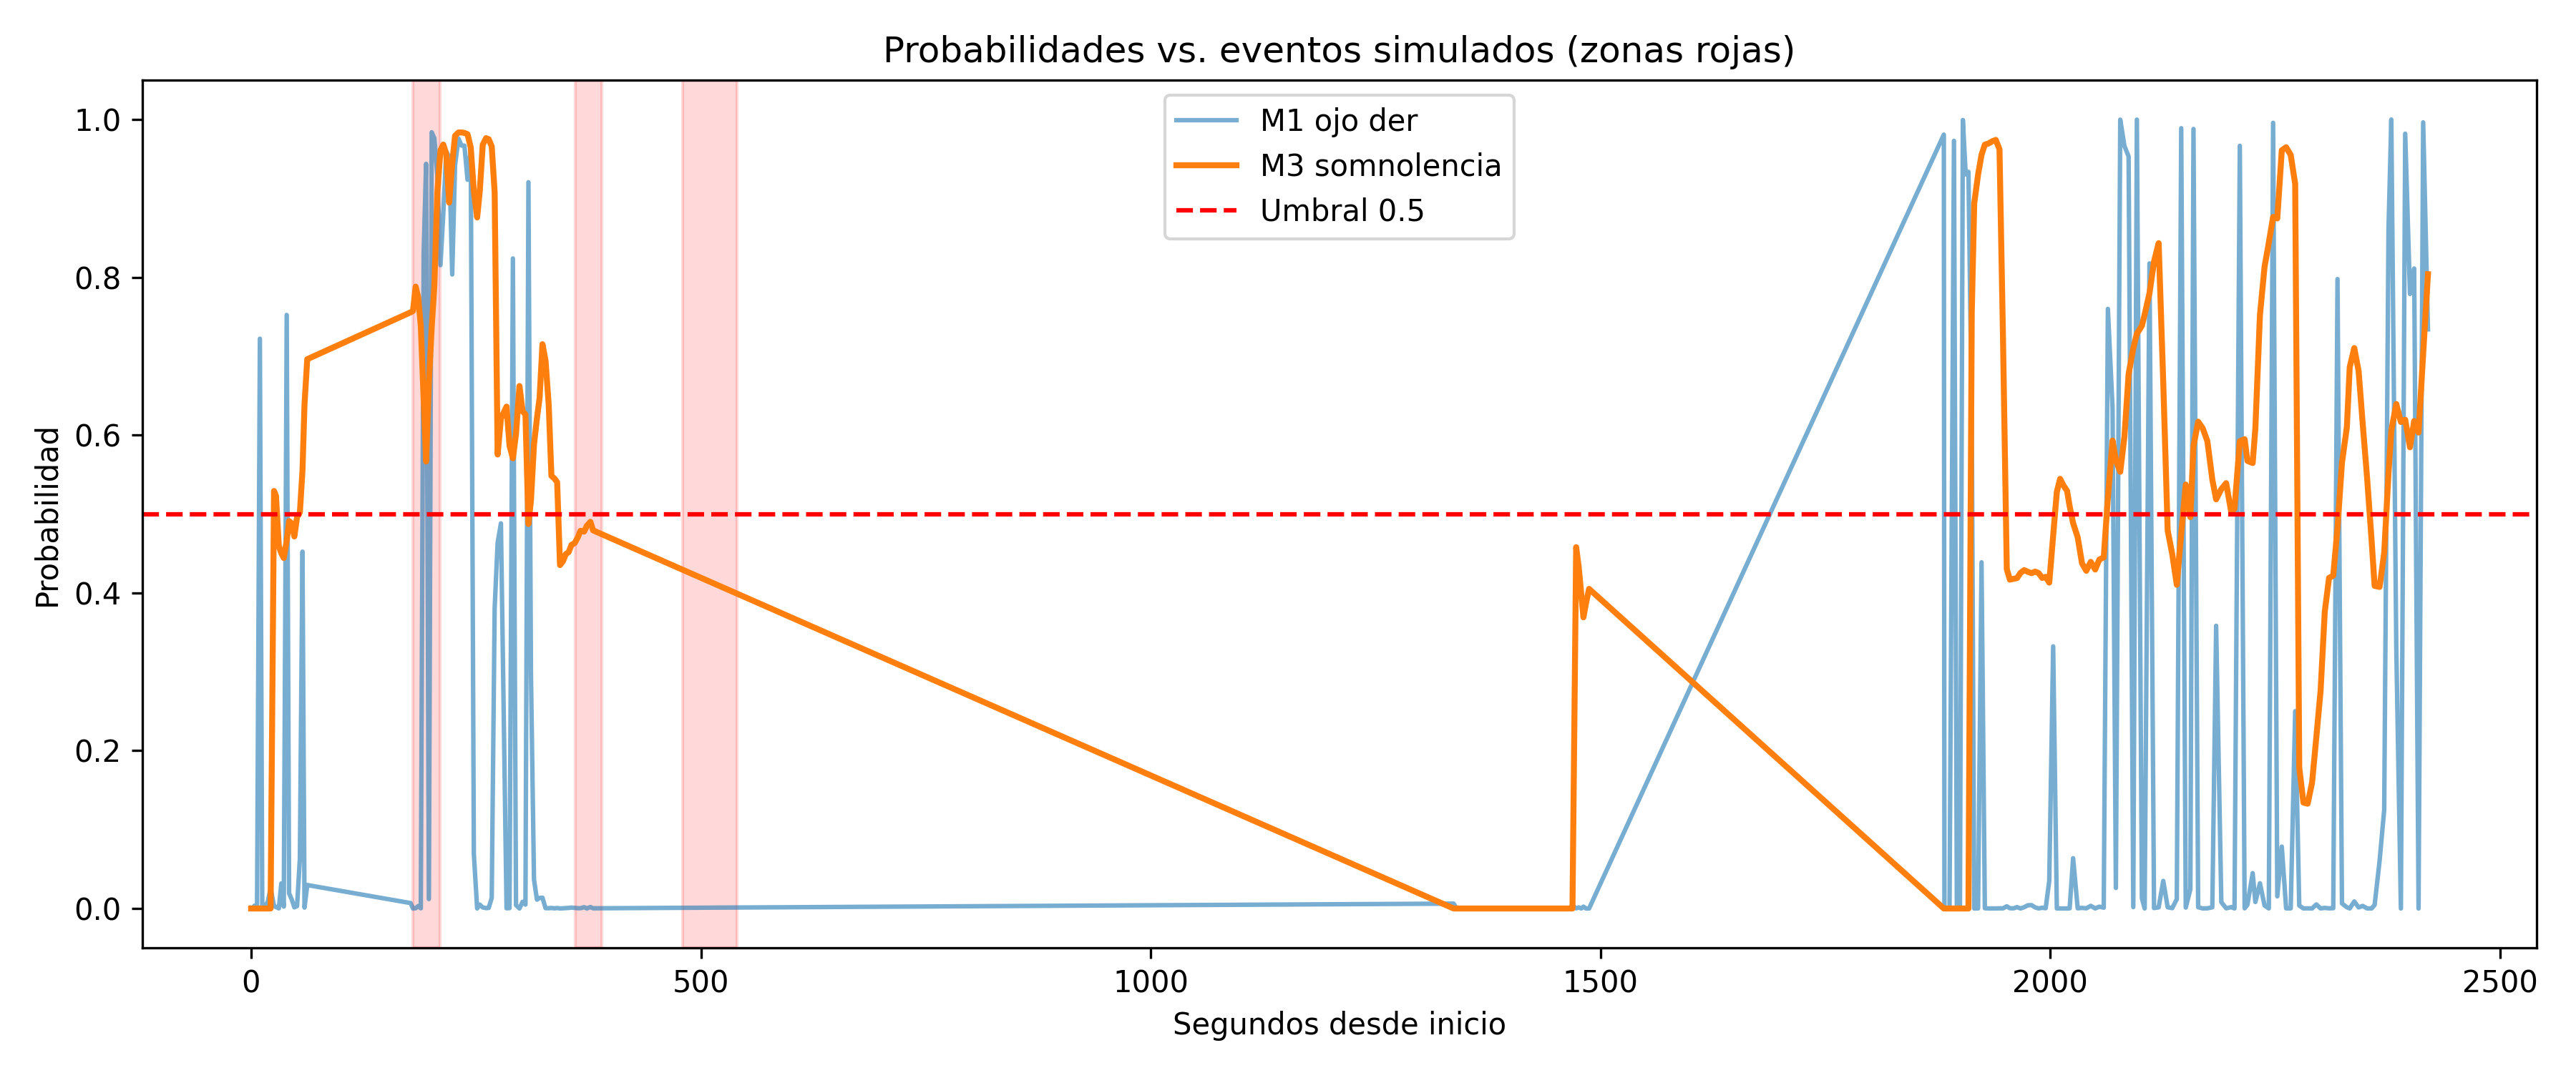 Probabilidades vs. eventos simulados (zonas rojas)
M1 ojo der
M3 somnolencia
Umbral 0.5
Probabilidad
1.0
0.8
0.6
0.4
0.2
0.0
0
500
1000
1500
2000
2500
Segundos desde inicio